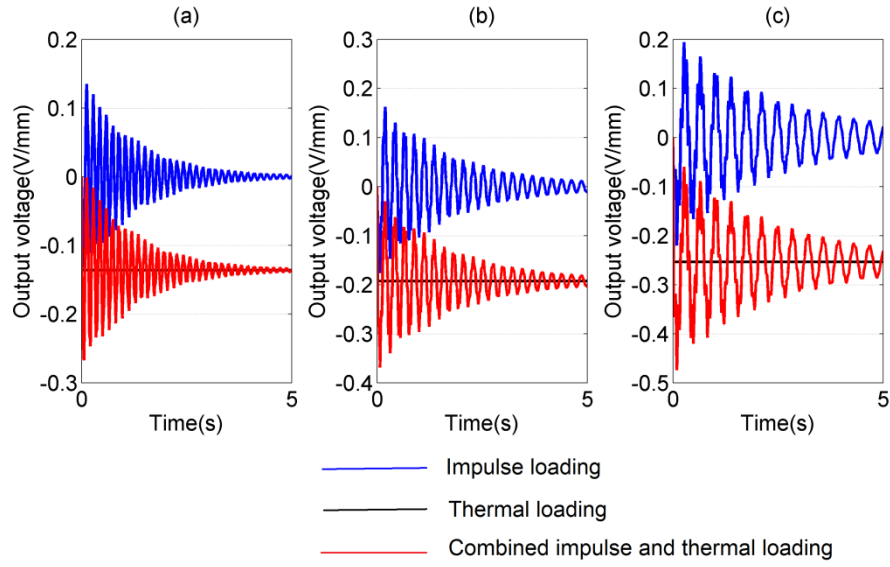 (a)
Output voltage(V/mm)
0.2
0.1
0
-0.1
-0.2
-0.3
0
5
Time(s)
(b)
Output voltage(V/mm)
0.3
0.2
0.1
0
-0.1
-0.2
-0.3
-0.4
0
5
Time(s)
(c)
Output voltage(V/mm)
0.2
0.1
0
-0.1
-0.2
-0.3
-0.4
-0.5
0
5
Time(s)
Impulse loading
Thermal loading
Combined impulse and thermal loading